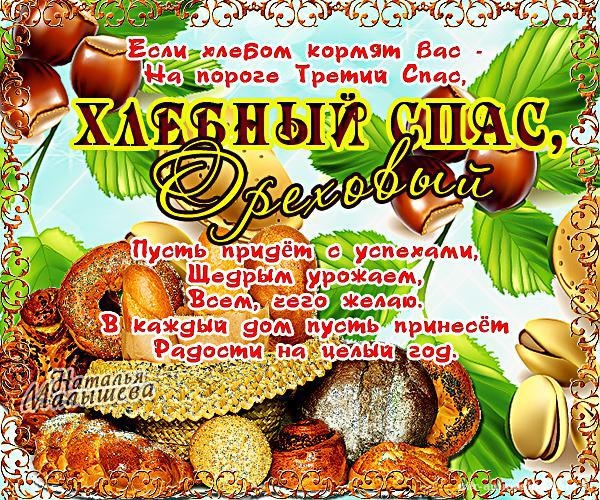 Если хлебом кормят Вас -
На пороге Третий Спас,
ХЛЕБНЫЙ СПАС,
Ореховый
Пусть придёт с успехами,
Щедрым урожаем,
Всем, чего желаю.
В каждый дом пусть принесёт
Радости на целый год.
Наталья
Малышева